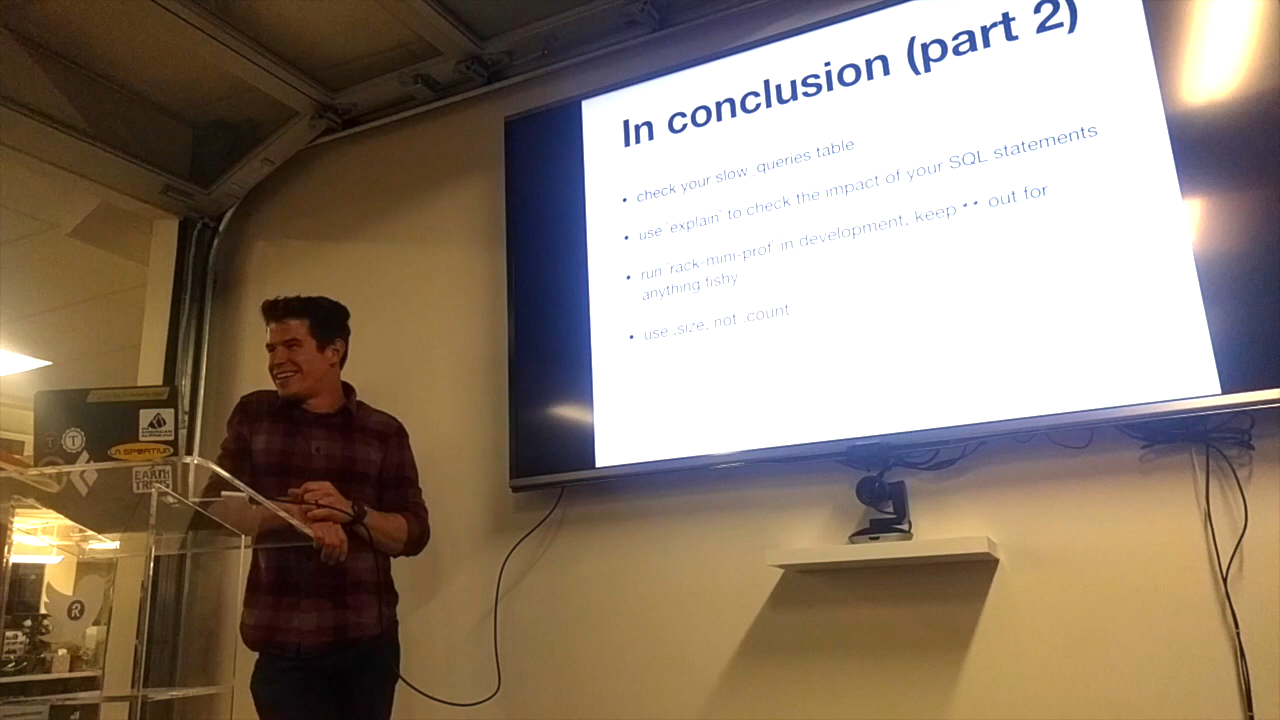 In conclusion (part 2)
• check your slow_queries table
• use `explain` to check the impact of your SQL statements
• run `rack-mini-prof` in development, keep ** out for
anything fishy
• use .size, not .count
LA SPORTIVA
EARTH
T
R